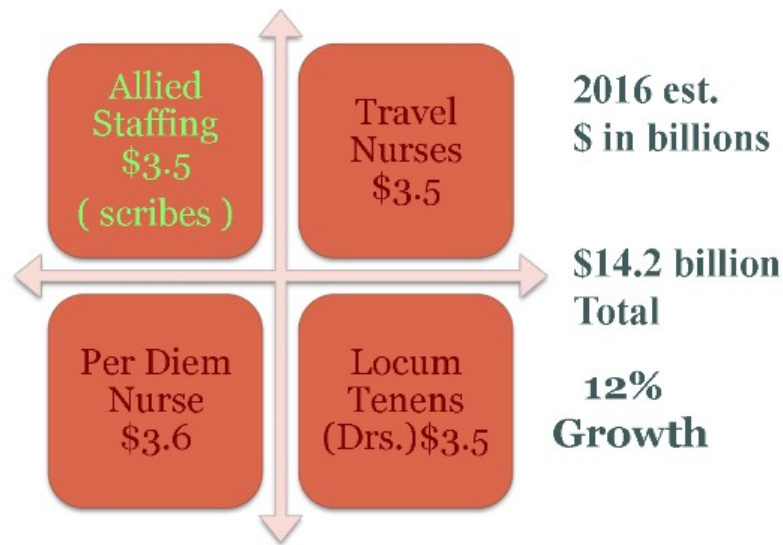 Allied
Staffing
$3.5
( scribes )
Travel
Nurses
$3.5
2016 est.
$ in billions
$14.2 billion
Total
Per Diem
Nurse
$3.6
Locum
Tenens
(Drs.)$3.5
12%
Growth